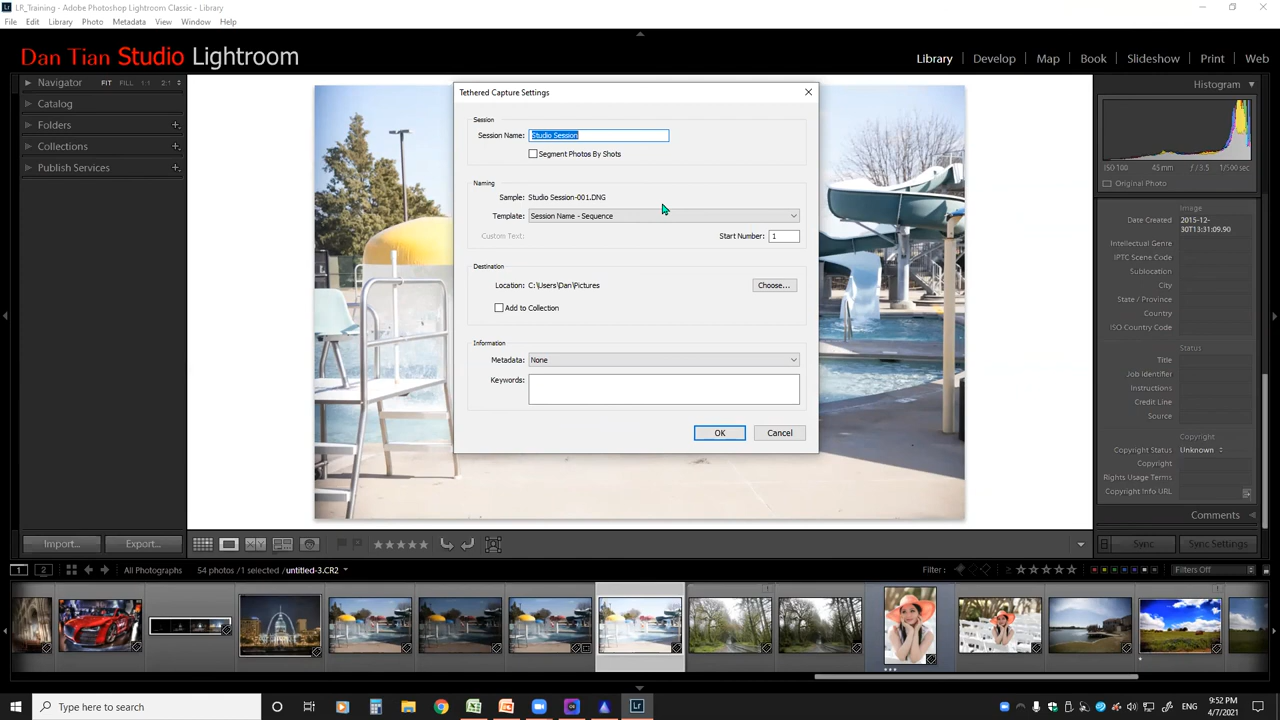 LR_Training - Adobe Photoshop Lightroom Classic - Library
File Edit Library Photo Metadata View Window Help
Dan Tian Studio Lightroom
Library | Develop | Map | Book | Slideshow | Print | Web
Navigator FIT FILL 1:1 2:1
Catalog
Folders
Collections
Publish Services
Tethered Capture Settings
Session
Session Name: Studio Session
Segment Photos By Shots
Naming
Sample: Studio Session-001.DNG
Template: Session Name - Sequence
Custom Text: Start Number: 1
Destination
Location: C:\Users\Dan\Pictures Choose...
Add to Collection
Information
Metadata: None
Keywords:
OK Cancel
Histogram
ISO 100 45 mm f / 3.5 1/500 sec
Original Photo
Image
Date Created 2015-12-30T13:31:09.90
Intellectual Genre
IPTC Scene Code
Sublocation
City
State / Province
Country
ISO Country Code
Status
Title
Job Identifier
Instructions
Credit Line
Source
Copyright
Copyright Status Unknown
Copyright
Rights Usage Terms
Copyright Info URL
Comments
Import... Export... Sync Sync Settings
1 2 All Photographs 54 photos / 1 selected / untitled-3.CR2 Filter : Filters Off
Type here to search
9:52 PM
4/7/2021